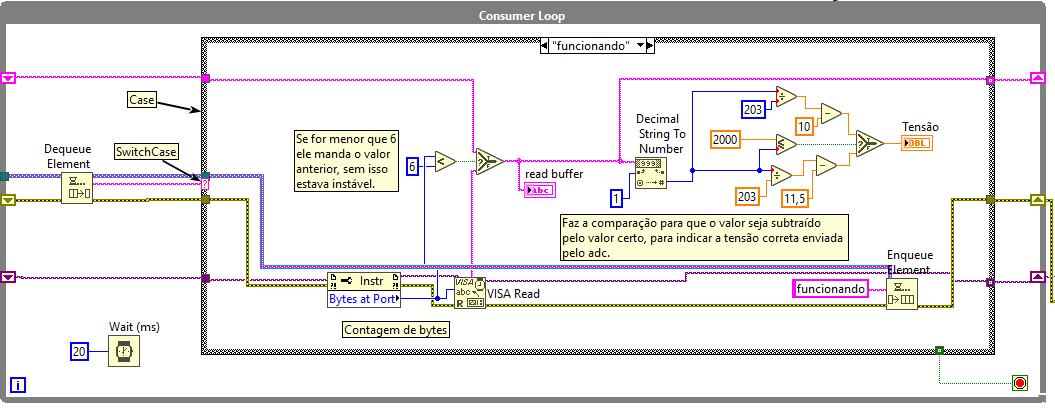 Consumer Loop
"funcionando"
Case
Dequeue
Element
SwitchCase
Se for menor que 6
ele manda o valor
anterior, sem isso
estava instável.
6
read buffer
abc
Decimal
String To
Number
1
203
10
2000
203
11,5
Tensão
DBL
Faz a comparação para que o valor seja subtraído
pelo valor certo, para indicar a tensão correta enviada
pelo adc.
Enqueue
Element
funcionando
Instr
Bytes at Port
VISA
abc
R
VISA Read
Contagem de bytes
Wait (ms)
20
i